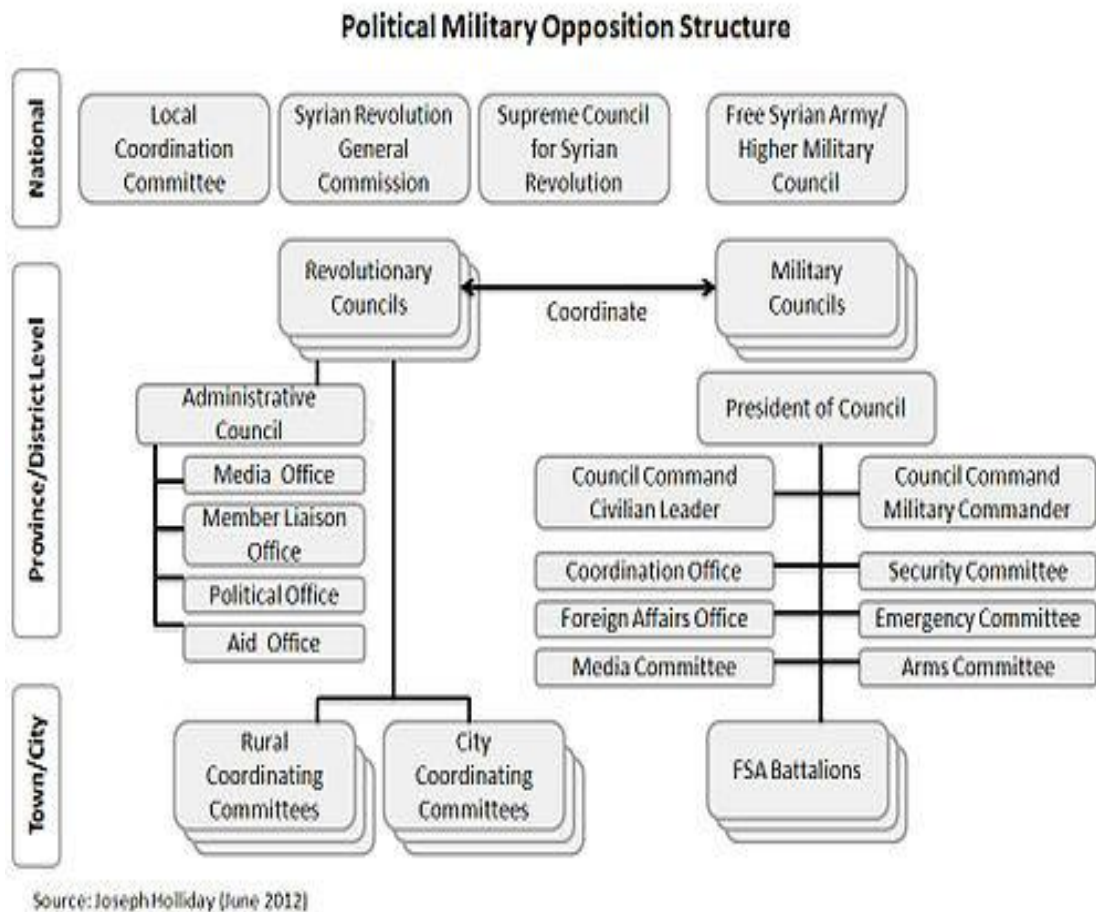 Political Military Opposition Structure
National
Local
Coordination
Committee
Syrian Revolution
General
Commission
Supreme Council
for Syrian
Revolution
Free Syrian Army/
Higher Military
Council
Province/District Level
Revolutionary
Councils
Coordinate
Military
Councils
Administrative
Council
Media Office
Member Liaison
Office
Political Office
Aid Office
President of Council
Council Command
Civilian Leader
Council Command
Military Commander
Coordination Office
Security Committee
Foreign Affairs Office
Emergency Committee
Media Committee
Arms Committee
Town/City
Rural
Coordinating
Committees
City
Coordinating
Committees
FSA Battalions
Source: Joseph Holliday (June 2012)